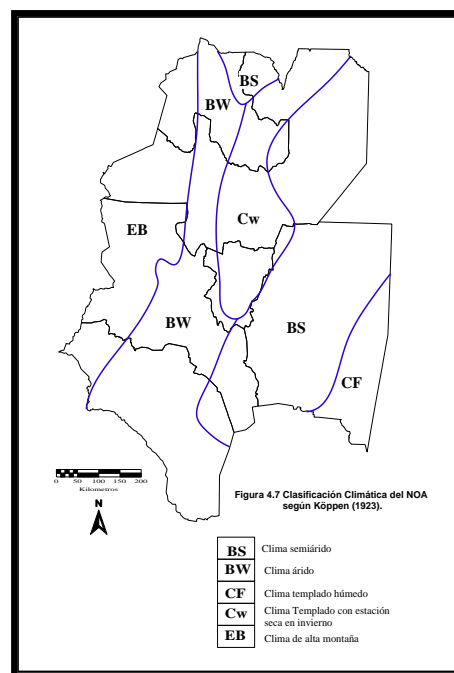 BS
BW
Cw
EB
BW
BS
CF
0 50 100 150 200
Kilometros
N
Figura 4.7 Clasificación Climática del NOA
según Köppen (1923).
BS Clima semiárido
BW Clima árido
CF Clima templado húmedo
Cw Clima Templado con estación
seca en invierno
EB Clima de alta montaña